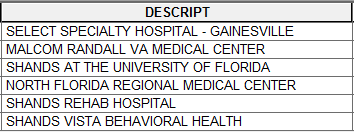 DESCRIPT
SELECT SPECIALTY HOSPITAL - GAINESVILLE
MALCOM RANDALL VA MEDICAL CENTER
SHANDS AT THE UNIVERSITY OF FLORIDA
NORTH FLORIDA REGIONAL MEDICAL CENTER
SHANDS REHAB HOSPITAL
SHANDS VISTA BEHAVIORAL HEALTH